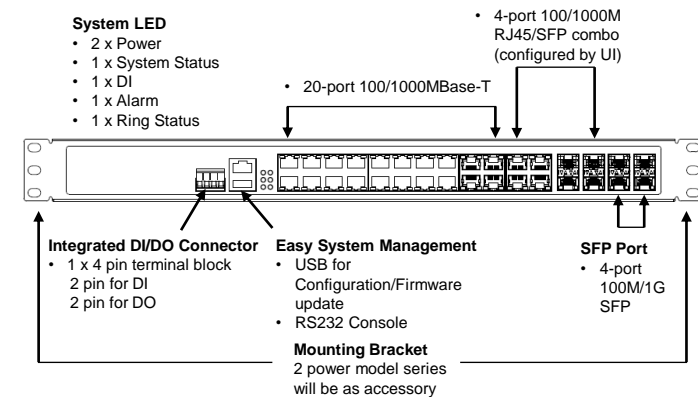 System LED
• 2 x Power
• 1 x System Status
• 1 x DI
• 1 x Alarm
• 1 x Ring Status
• 20-port 100/1000MBase-T
• 4-port 100/1000M
RJ45/SFP combo
(configured by UI)
Integrated DI/DO Connector
• 1 x 4 pin terminal block
2 pin for DI
2 pin for DO
Easy System Management
• USB for
Configuration/Firmware
update
• RS232 Console
SFP Port
• 4-port
100M/1G
SFP
Mounting Bracket
2 power model series
will be as accessory